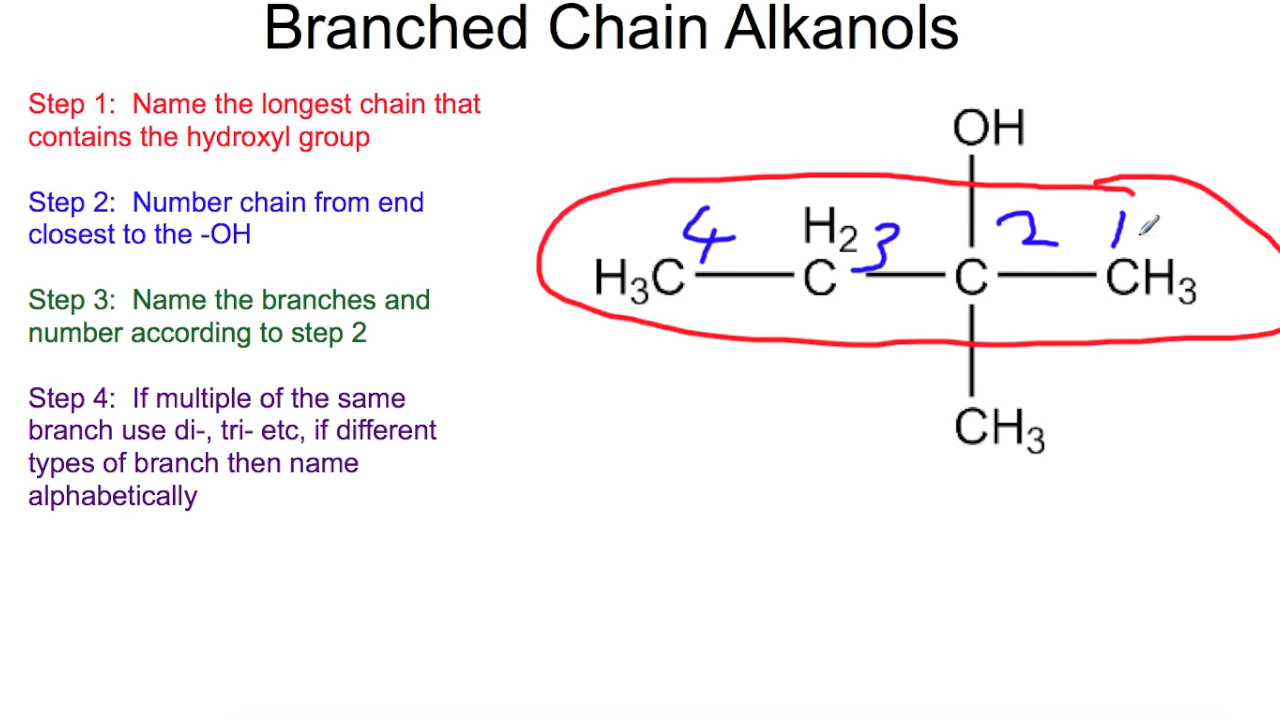 Branched Chain Alkanols
Step 1: Name the longest chain that
contains the hydroxyl group
Step 2: Number chain from end
closest to the -OH
Step 3: Name the branches and
number according to step 2
Step 4: If multiple of the same
branch use di-, tri- etc, if different
types of branch then name
alphabetically
OH
4 H2 3 2 1
H3C C C CH3
CH3